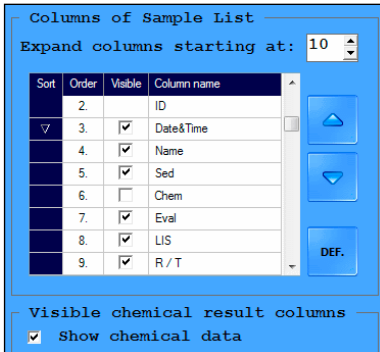 Columns of Sample List
Expand columns starting at: 10
Sort Order Visible Column name
2. ID
3. Date&Time
4. Name
5. Sed
6. Chem
7. Eval
8. LIS
9. R / T
DEF.
Visible chemical result columns
Show chemical data